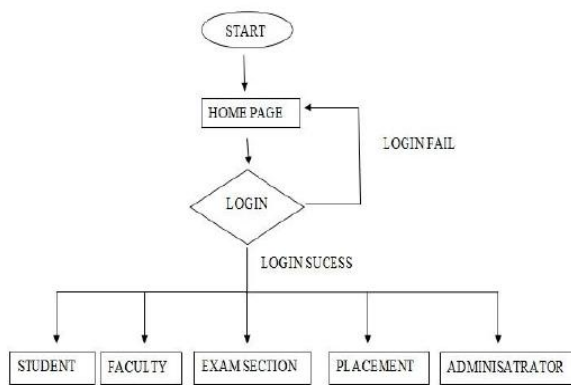 START
HOME PAGE
LOGIN FAIL
LOGIN
LOGIN SUCESS
STUDENT
FACULTY
EXAM SECTION
PLACEMENT
ADMINISATRATOR